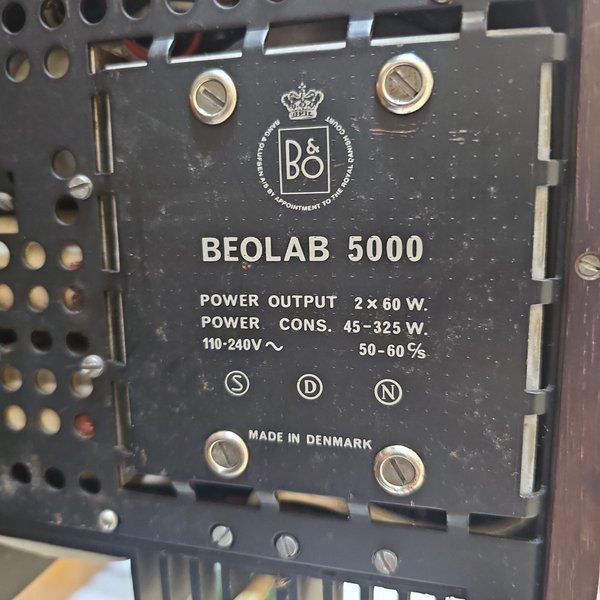 BANG & OLUFSEN A/S BY APPOINTMENT TO THE ROYAL DANISH COURT
B&O
BEOLAB 5000
POWER OUTPUT 2 x 60 W.
POWER CONS. 45-325 W.
110-240V ~ 50-60 c/s
S D N
MADE IN DENMARK